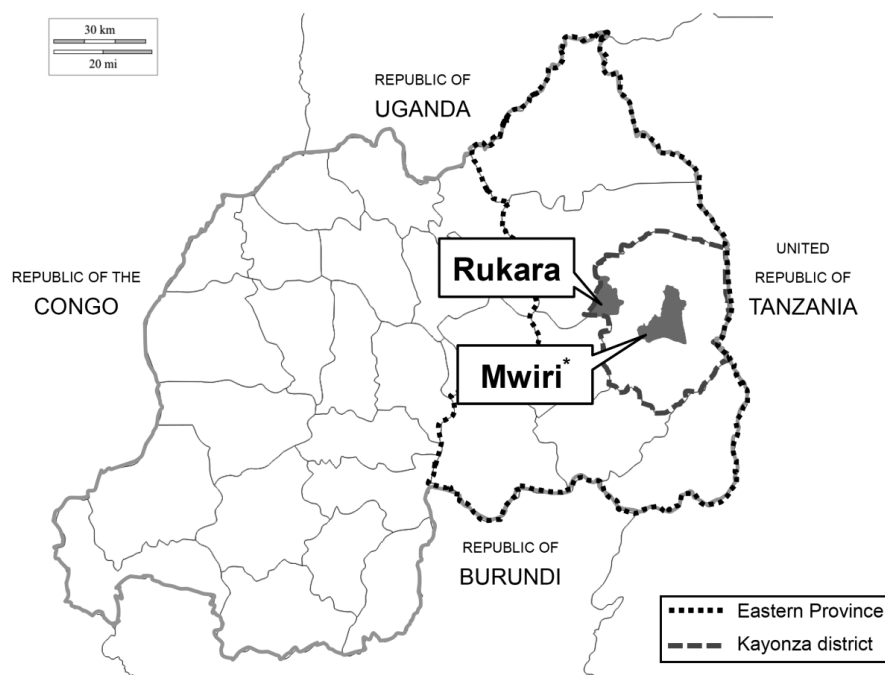 30 km
20 mi
REPUBLIC OF
UGANDA
REPUBLIC OF THE
CONGO
Rukara
UNITED
REPUBLIC OF
TANZANIA
Mwiri*
REPUBLIC OF
BURUNDI
Eastern Province
Kayonza district